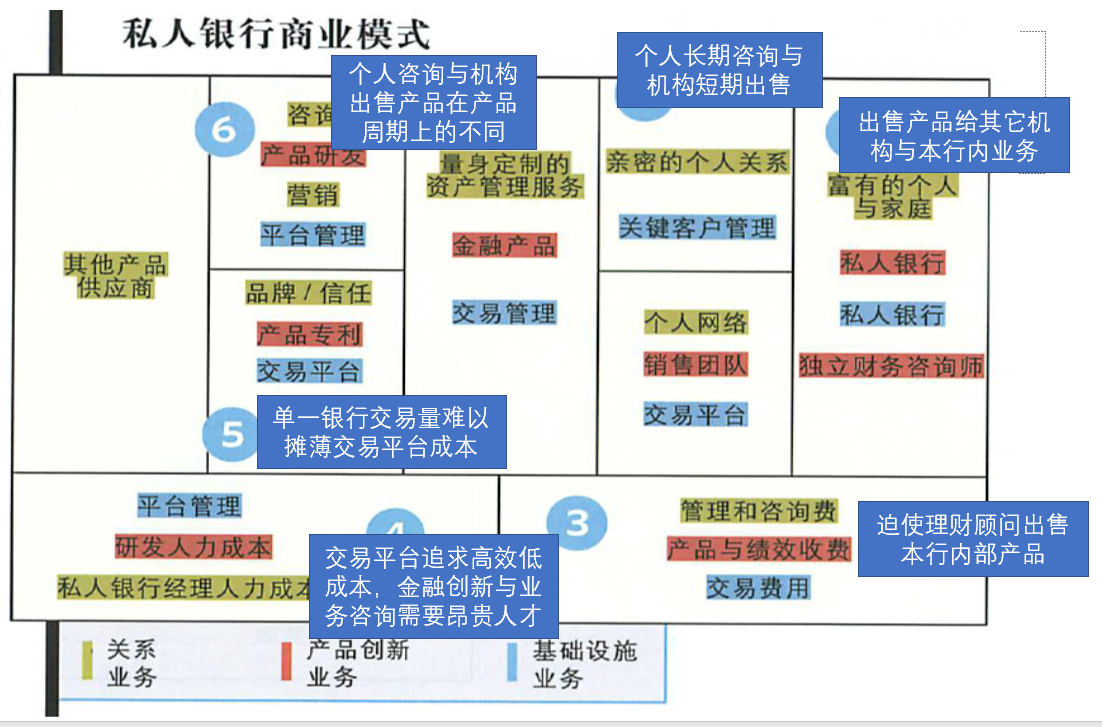 私人银行商业模式
个人咨询与机构
出售产品在产品
周期上的不同
个人长期咨询与
机构短期出售
出售产品给其它机
构与本行内业务
其他产品
供应商
6
咨询
产品研发
营销
平台管理
品牌/信任
产品专利
交易平台
5
单一银行交易量难以
摊薄交易平台成本
量身定制的
资产管理服务
金融产品
交易管理
亲密的个人关系
关键客户管理
个人网络
销售团队
交易平台
富有的个人
与家庭
私人银行
私人银行
独立财务咨询师
平台管理
研发人力成本
私人银行经理人力成本
4
交易平台追求高效低
成本，金融创新与业
务咨询需要昂贵人才
3
管理和咨询费
产品与绩效收费
交易费用
迫使理财顾问出售
本行内部产品
关系
业务
产品创新
业务
基础设施
业务